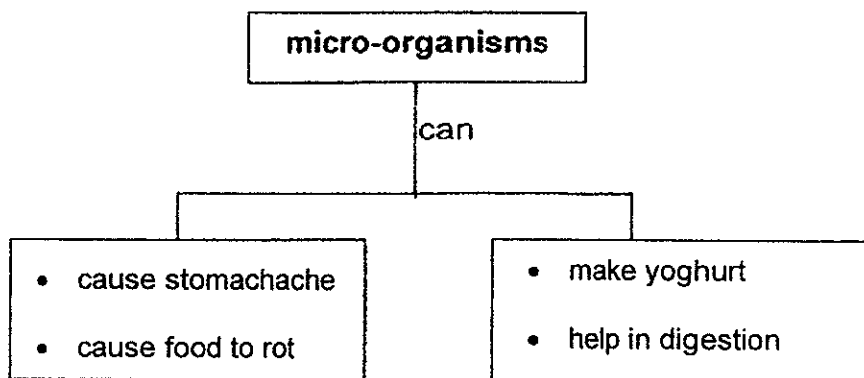 micro-organisms
can
• cause stomachache
• cause food to rot
• make yoghurt
• help in digestion